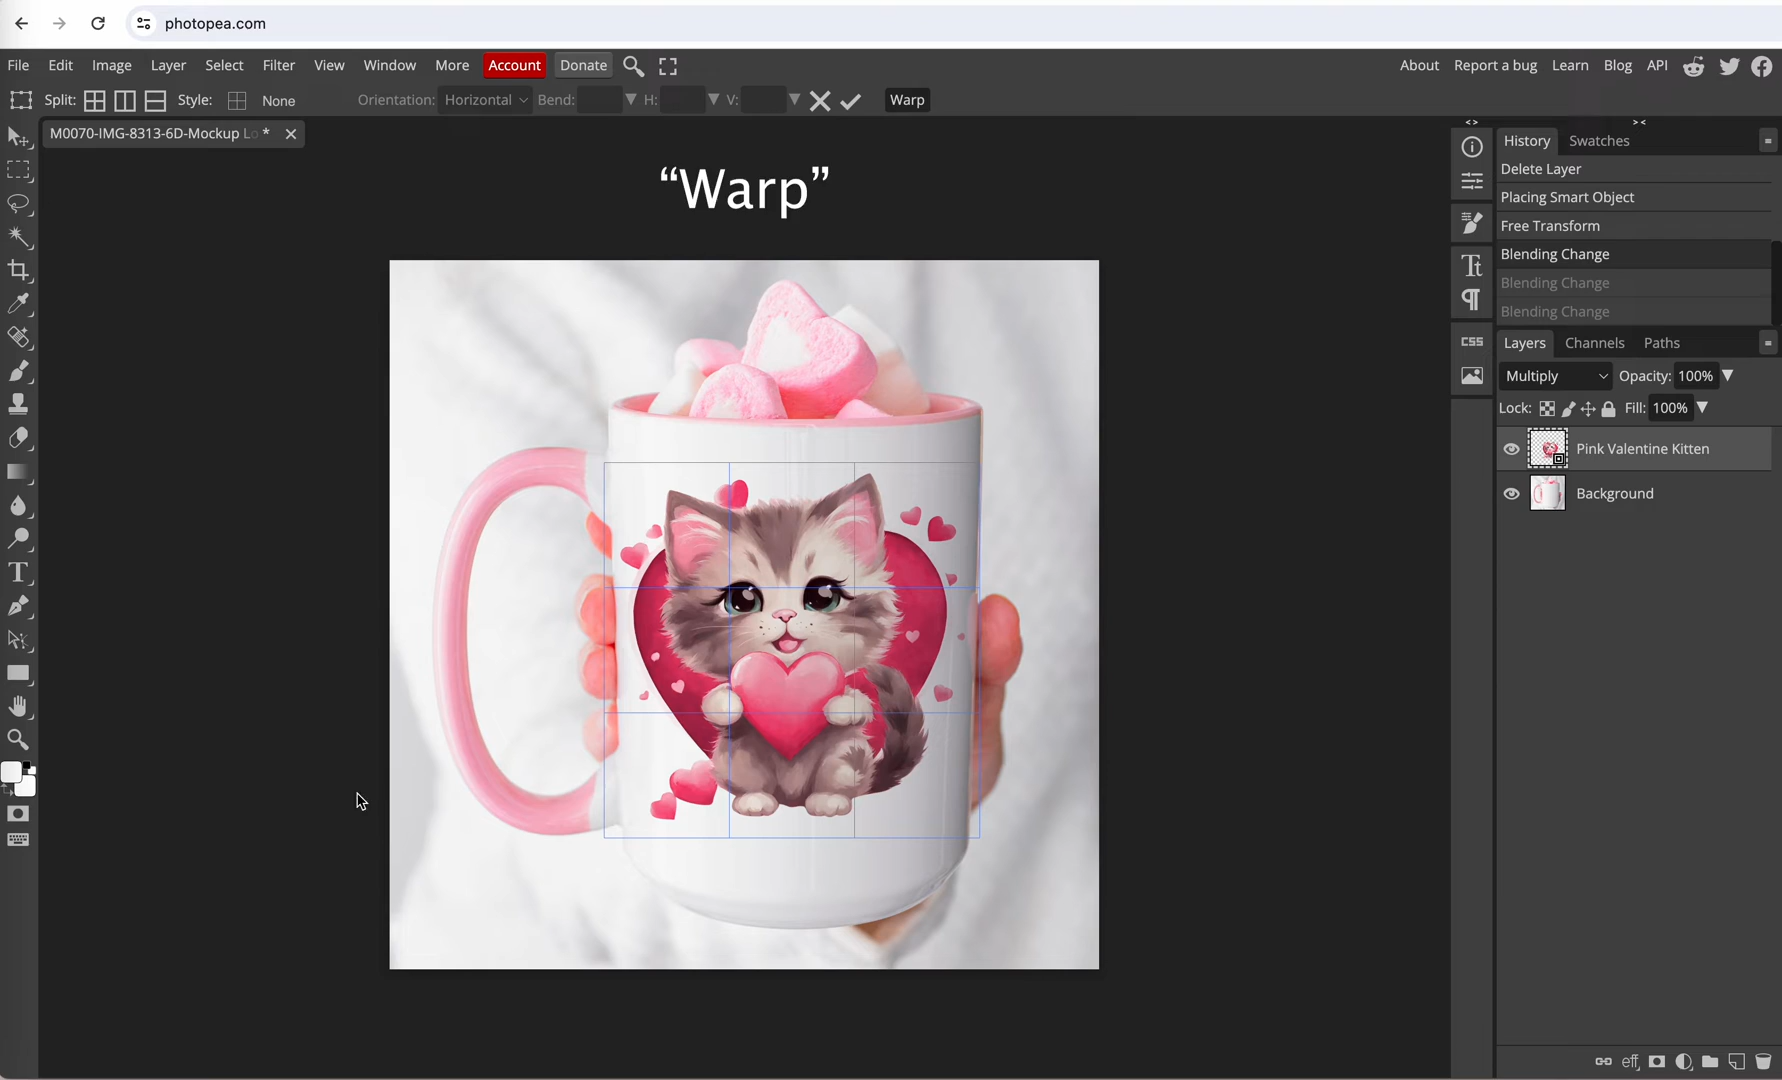 photopea.com
File Edit Image Layer Select Filter View Window More Account Donate About Report a bug Learn Blog API
Split: Style: None Orientation: Horizontal Bend: H: V: Warp
M0070-IMG-8313-6D-Mockup Lo *
“Warp”
History Swatches
Delete Layer
Placing Smart Object
Free Transform
Blending Change
Blending Change
Blending Change
CSS
Layers Channels Paths
Multiply Opacity: 100%
Lock: Fill: 100%
Pink Valentine Kitten
Background
eff